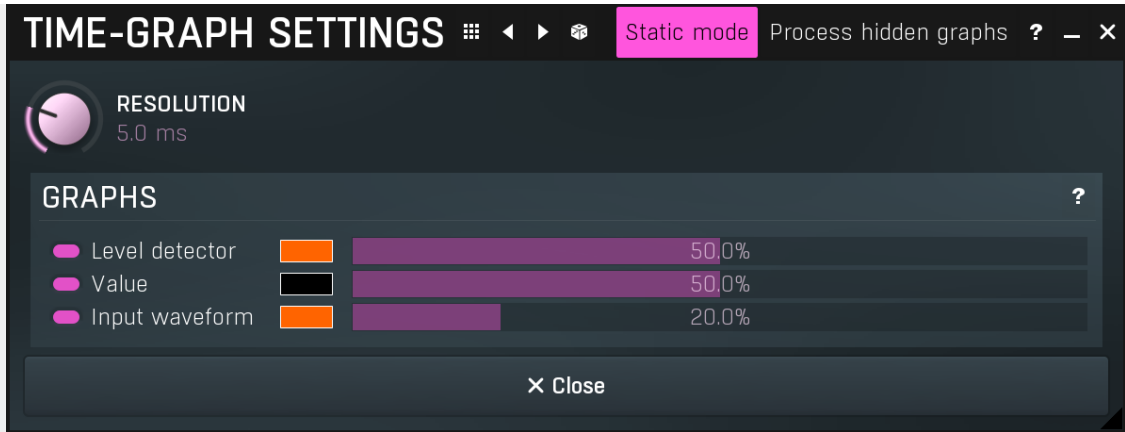 TIME-GRAPH SETTINGS Static mode Process hidden graphs ?
RESOLUTION
5.0 ms
GRAPHS ?
Level detector 50.0%
Value 50.0%
Input waveform 20.0%
Close